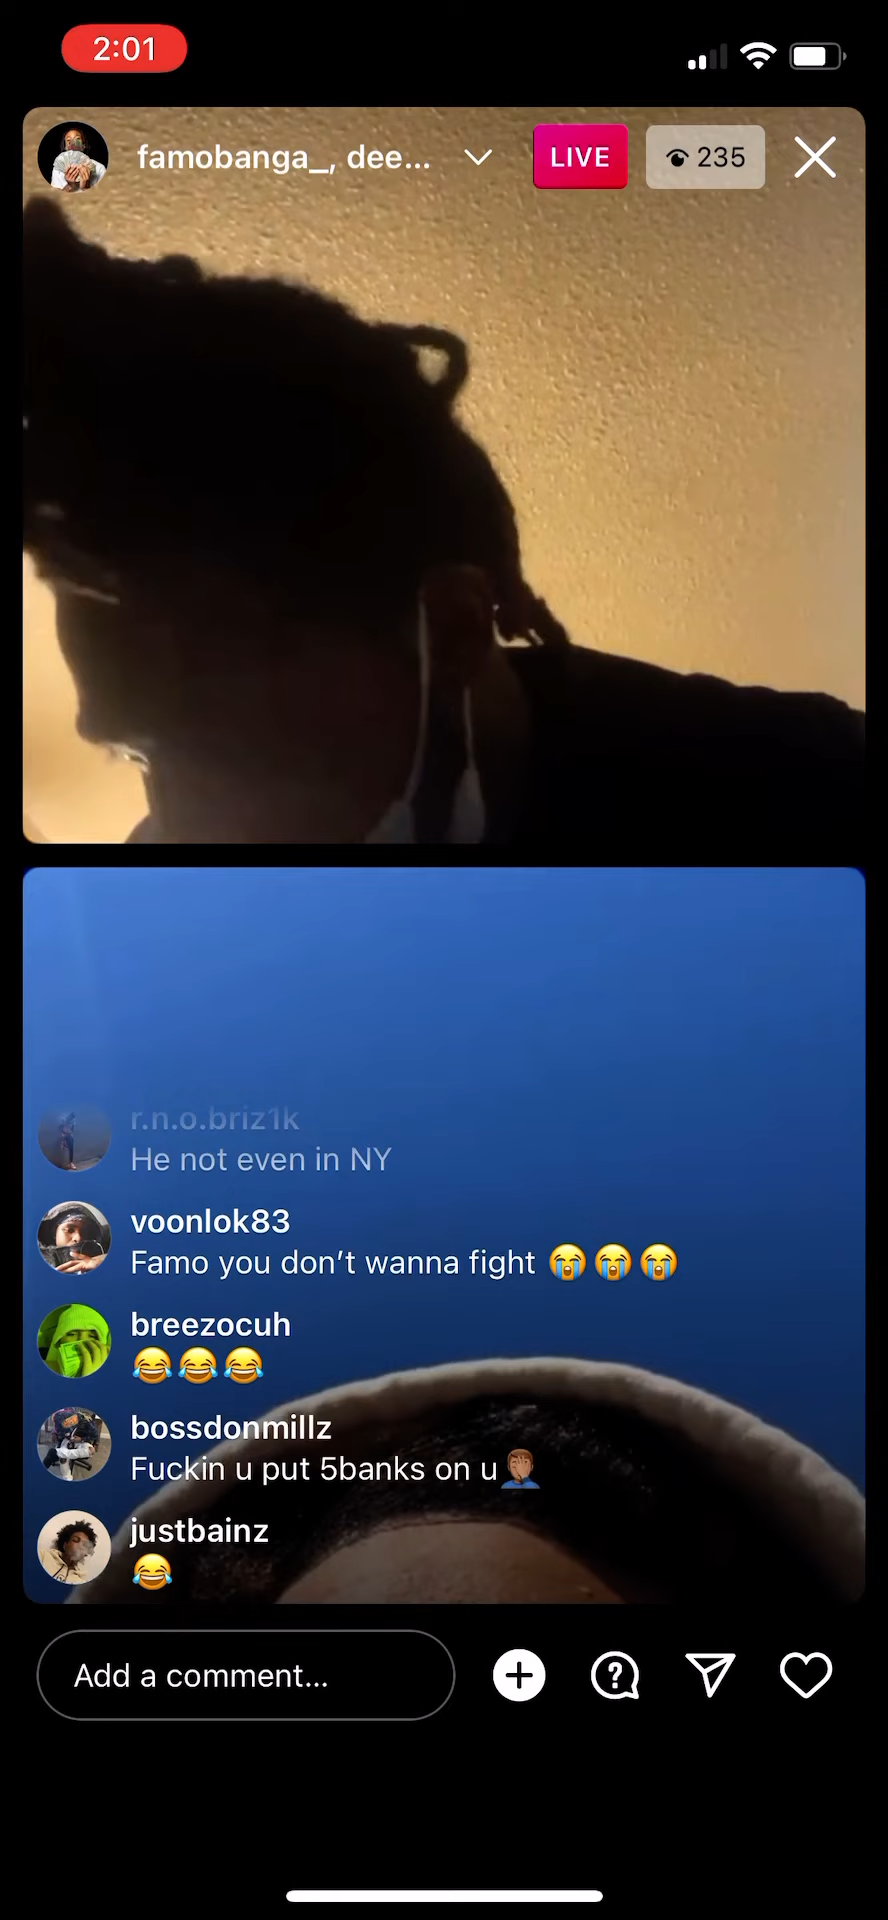 2:01
famobanga_, dee...
LIVE
235
r.n.o.briz1k
He not even in NY
voonlok83
Famo you don’t wanna fight 😭😭😭
breezocuh
😂😂😂
bossdonmillz
Fuckin u put 5banks on u🤦🏽‍♂️
justbainz
😂
Add a comment...